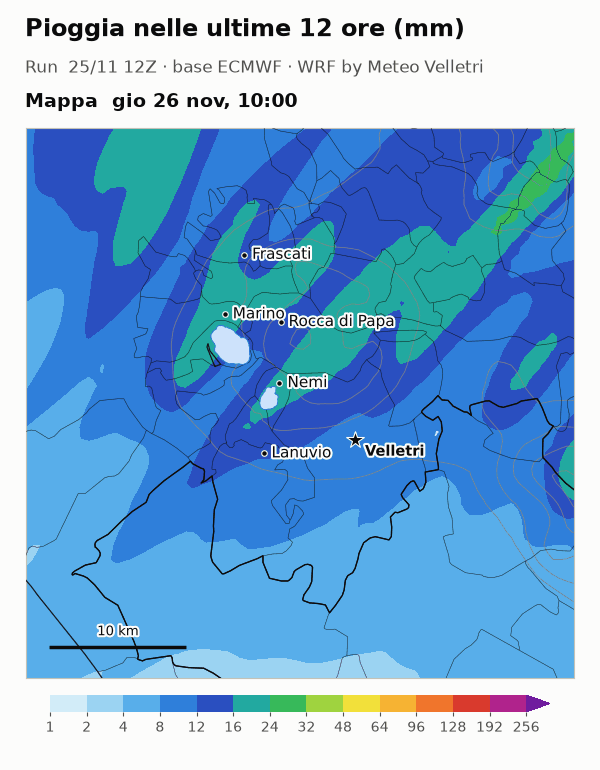 Pioggia nelle ultime 12 ore (mm)
Run  25/11 12Z · base ECMWF · WRF by Meteo Velletri
Mappa  gio 26 nov, 10:00
Frascati
Marino
Rocca di Papa
Nemi
Velletri
Lanuvio
10 km
1 2 4 8 12 16 24 32 48 64 96 128 192 256